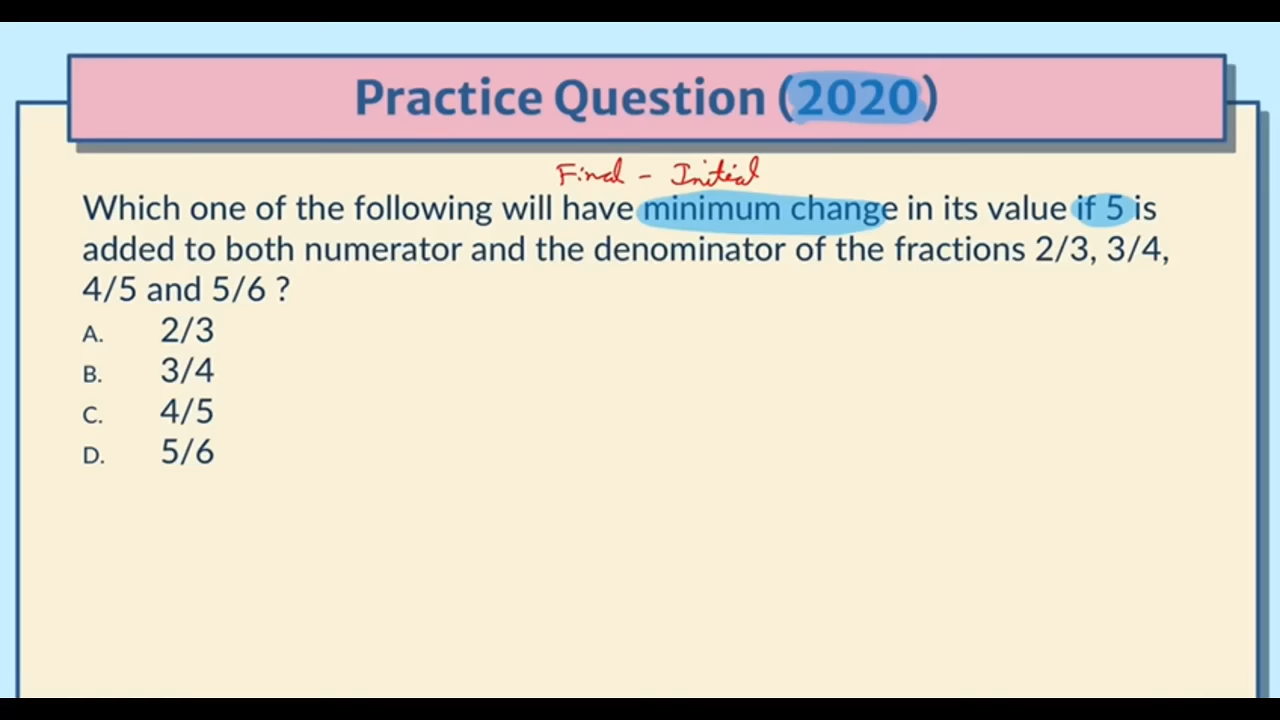 Practice Question (2020)
Final - Initial
Which one of the following will have minimum change in its value if 5 is
added to both numerator and the denominator of the fractions 2/3, 3/4,
4/5 and 5/6 ?
A. 2/3
B. 3/4
C. 4/5
D. 5/6